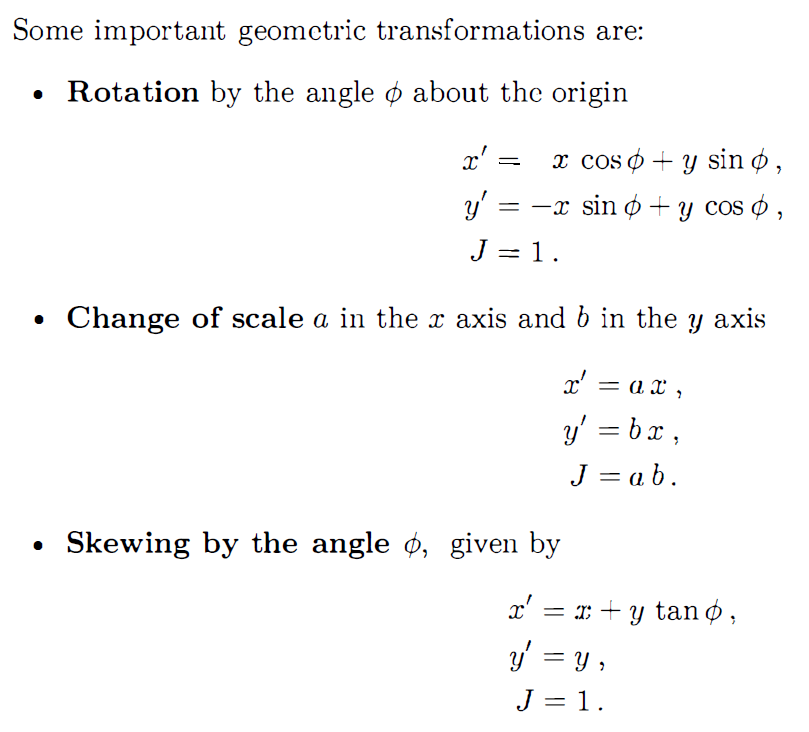 Some important geometric transformations are:
• Rotation by the angle ϕ about the origin
x′ = x cos ϕ + y sin ϕ ,
y′ = −x sin ϕ + y cos ϕ ,
J = 1 .
• Change of scale a in the x axis and b in the y axis
x′ = a x ,
y′ = b x ,
J = a b .
• Skewing by the angle ϕ, given by
x′ = x + y tan ϕ ,
y′ = y ,
J = 1 .